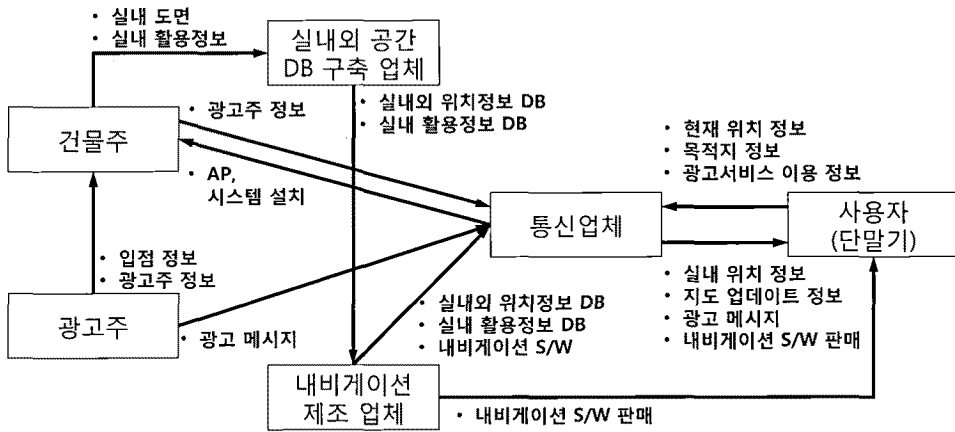 • 실내 도면
• 실내 활용정보
실내외 공간
DB 구축 업체
• 실내외 위치정보 DB
• 실내 활용정보 DB
건물주
• 광고주 정보
• AP,
시스템 설치
• 현재 위치 정보
• 목적지 정보
• 광고서비스 이용 정보
통신업체
사용자
(단말기)
• 입점 정보
• 광고주 정보
광고주
• 광고 메시지
• 실내외 위치정보 DB
• 실내 활용정보 DB
• 내비게이션 S/W
• 실내 위치 정보
• 지도 업데이트 정보
• 광고 메시지
• 내비게이션 S/W 판매
내비게이션
제조 업체
• 내비게이션 S/W 판매